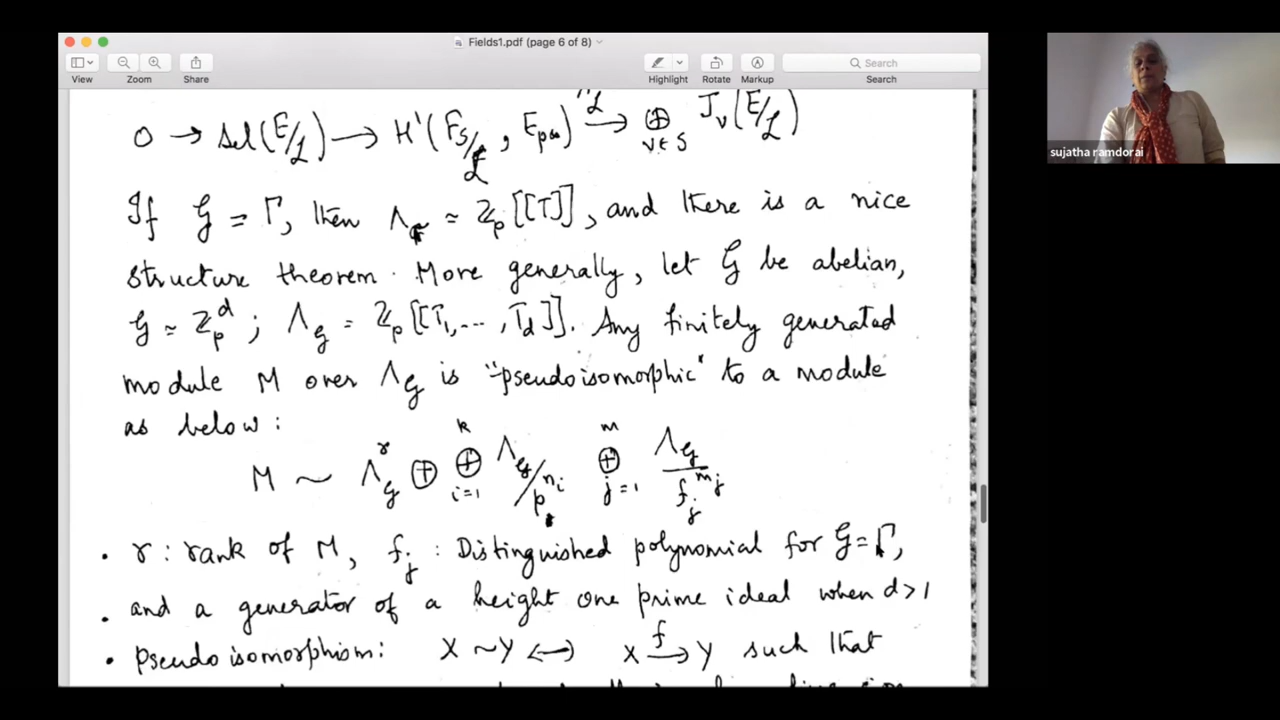 Fields1.pdf (page 6 of 8)
View Zoom Share Highlight Rotate Markup Search
Search
0 → Sel(E/𝓛) → H¹(F_S/𝓛, E_p∞) → ⊕_{v∈S} J_v(E/𝓛)
If 𝒢 = Γ, then Λ_Γ ≃ ℤ_p[[T]], and there is a nice
structure theorem. More generally, let 𝒢 be abelian,
𝒢 ≃ ℤ_p^d ; Λ_𝒢 = ℤ_p[[T_1,..., T_d]]. Any finitely generated
module M over Λ_𝒢 is "pseudoisomorphic" to a module
as below:
M ~ Λ_𝒢^r ⊕ ⊕_{i=1}^k Λ_𝒢/p^{n_i} ⊕_{j=1}^m Λ_𝒢/f_j^{m_j}
• r : rank of M, f_j : Distinguished polynomial for 𝒢=Γ,
• and a generator of a height one prime ideal when d>1
• Pseudoisomorphism: X ~ Y ⟷ X →^f Y such that
sujatha ramdorai